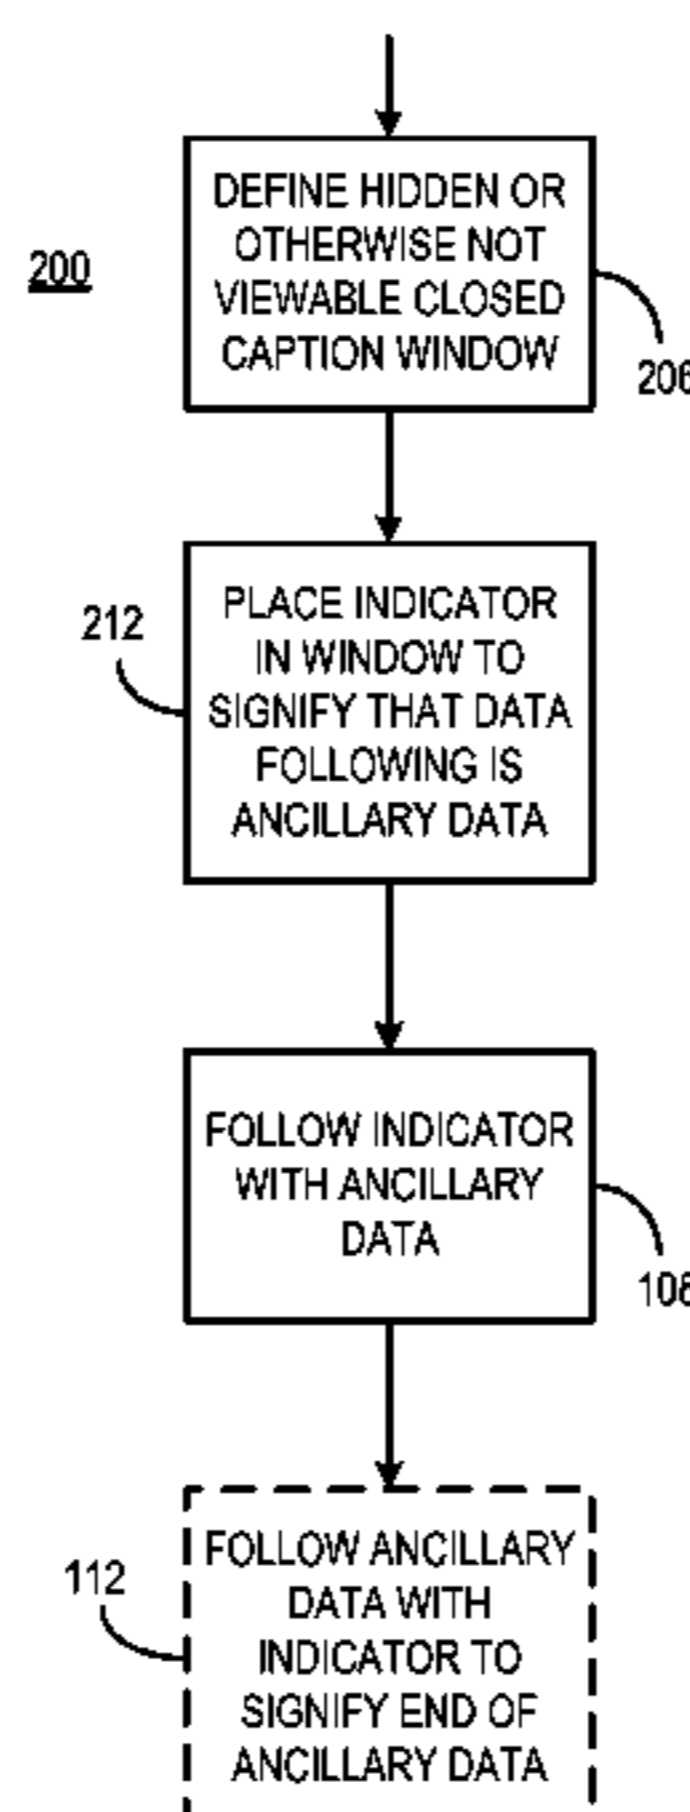 200
DEFINE HIDDEN OR
OTHERWISE NOT
VIEWABLE CLOSED
CAPTION WINDOW
206
212
PLACE INDICATOR
IN WINDOW TO
SIGNIFY THAT DATA
FOLLOWING IS
ANCILLARY DATA
FOLLOW INDICATOR
WITH ANCILLARY
DATA
112
FOLLOW ANCILLARY
DATA WITH
INDICATOR TO
SIGNIFY END OF
ANCILLARY DATA